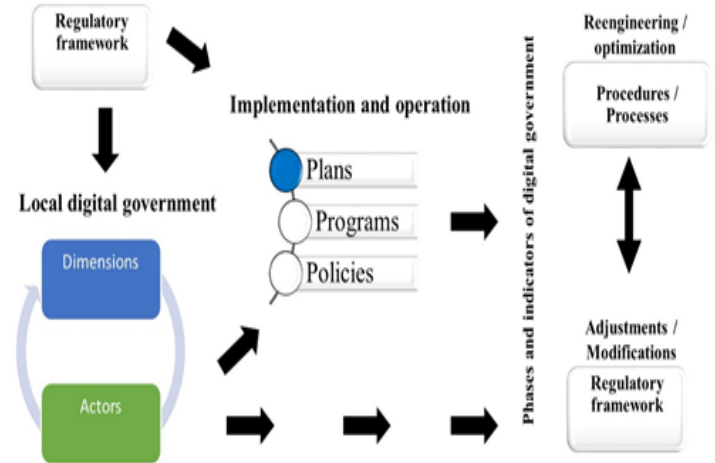 Regulatory
framework
Implementation and operation
Plans
Programs
Policies
Local digital government
Dimensions
Actors
Phases and indicators of digital government
Reengineering /
optimization
Procedures /
Processes
Adjustments /
Modifications
Regulatory
framework